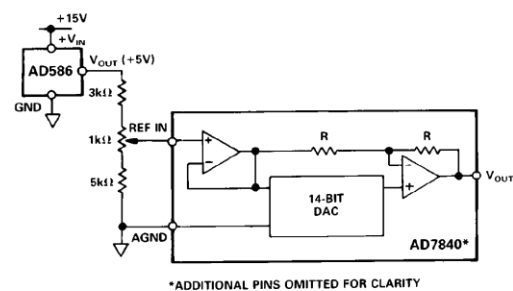 +15V
+VIN
AD586
VOUT (+5V)
GND
3kΩ
1kΩ
REF IN
5kΩ
AGND
R
R
14-BIT
DAC
VOUT
AD7840*
*ADDITIONAL PINS OMITTED FOR CLARITY